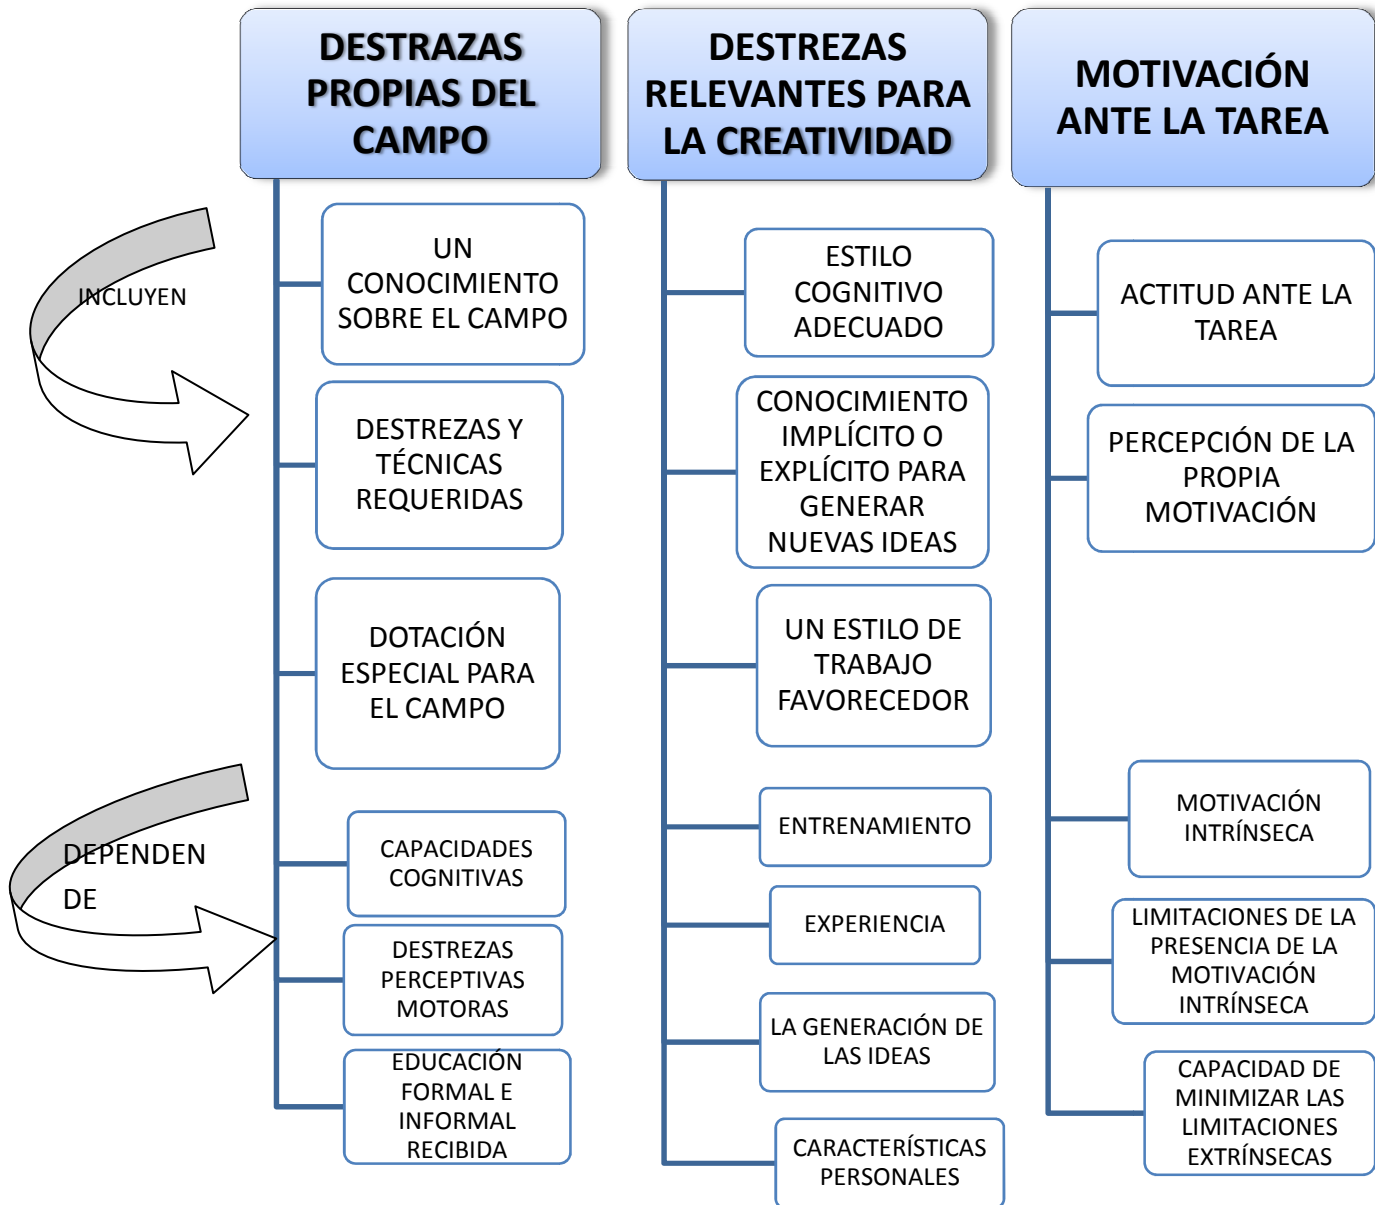 DESTRAZAS
PROPIAS DEL
CAMPO
DESTREZAS
RELEVANTES PARA
LA CREATIVIDAD
MOTIVACIÓN
ANTE LA TAREA
INCLUYEN
UN
CONOCIMIENTO
SOBRE EL CAMPO
DESTREZAS Y
TÉCNICAS
REQUERIDAS
DOTACIÓN
ESPECIAL PARA
EL CAMPO
DEPENDEN
DE
CAPACIDADES
COGNITIVAS
DESTREZAS
PERCEPTIVAS
MOTORAS
EDUCACIÓN
FORMAL E
INFORMAL
RECIBIDA
ESTILO
COGNITIVO
ADECUADO
CONOCIMIENTO
IMPLÍCITO O
EXPLÍCITO PARA
GENERAR
NUEVAS IDEAS
UN ESTILO DE
TRABAJO
FAVORECEDOR
ENTRENAMIENTO
EXPERIENCIA
LA GENERACIÓN DE
LAS IDEAS
CARACTERÍSTICAS
PERSONALES
ACTITUD ANTE LA
TAREA
PERCEPCIÓN DE LA
PROPIA
MOTIVACIÓN
MOTIVACIÓN
INTRÍNSECA
LIMITACIONES DE LA
PRESENCIA DE LA
MOTIVACIÓN
INTRÍNSECA
CAPACIDAD DE
MINIMIZAR LAS
LIMITACIONES
EXTRÍNSECAS